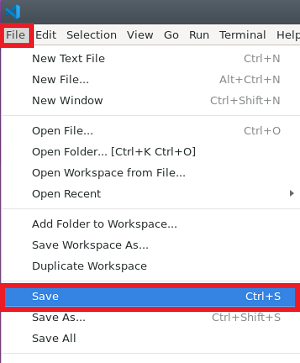 File Edit Selection View Go Run Terminal Help
New Text File Ctrl+N
New File... Alt+Ctrl+N
New Window Ctrl+Shift+N
Open File... Ctrl+O
Open Folder... [Ctrl+K Ctrl+O]
Open Workspace from File...
Open Recent
Add Folder to Workspace...
Save Workspace As...
Duplicate Workspace
Save Ctrl+S
Save As... Ctrl+Shift+S
Save All